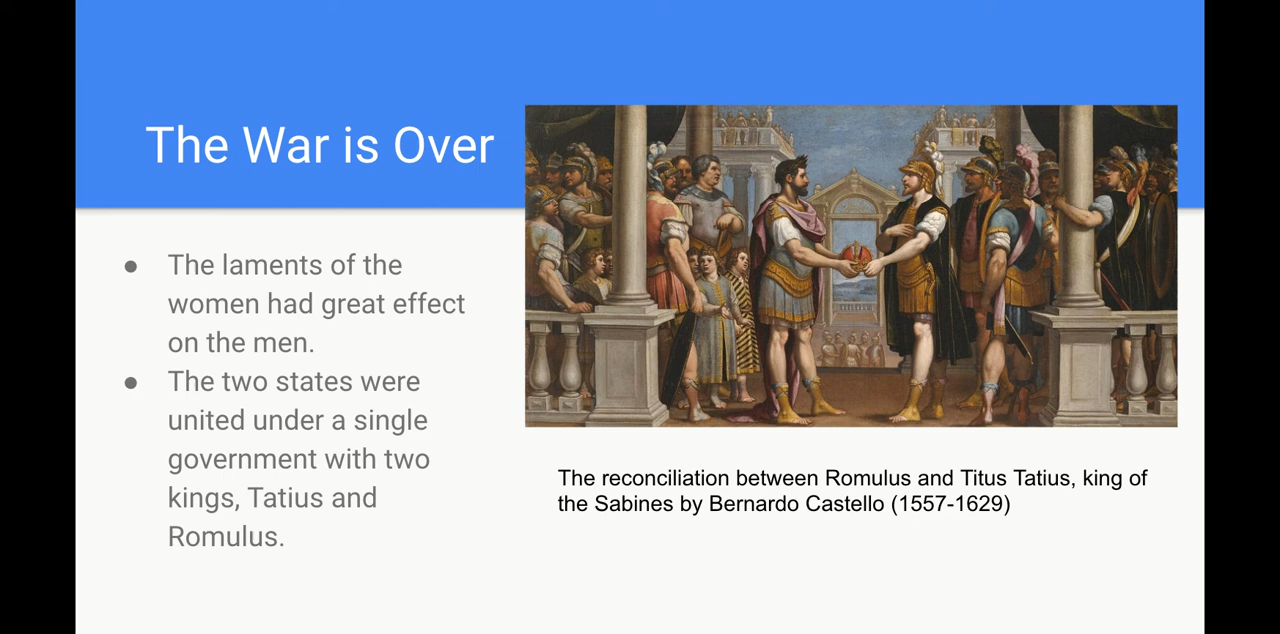 The War is Over
● The laments of the
women had great effect
on the men.
● The two states were
united under a single
government with two
kings, Tatius and
Romulus.
The reconciliation between Romulus and Titus Tatius, king of
the Sabines by Bernardo Castello (1557-1629)